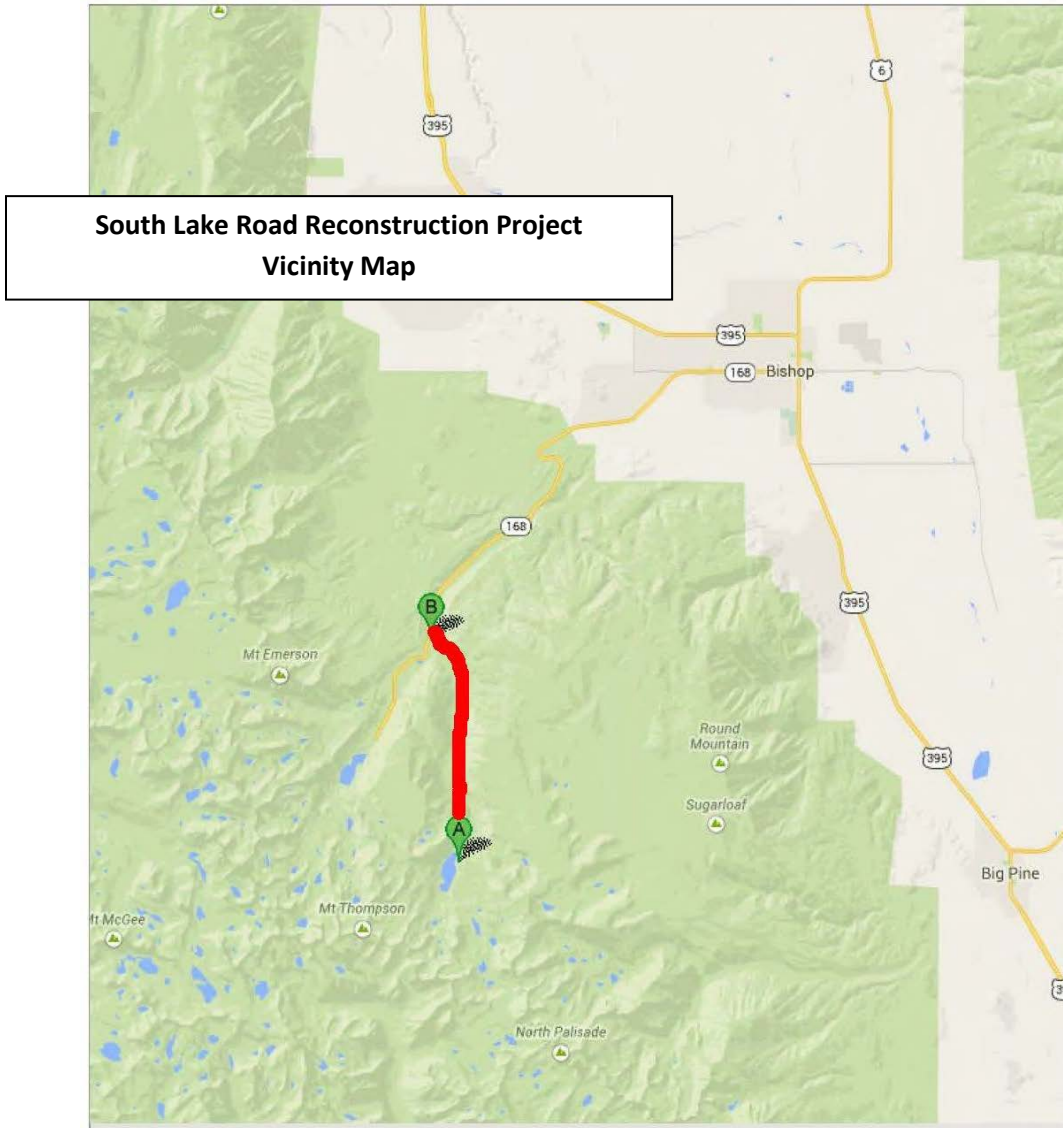 6
395
South Lake Road Reconstruction Project
Vicinity Map
395
168
Bishop
168
B
395
Mt Emerson
Round
Mountain
395
Sugarloaf
A
Big Pine
Mt Thompson
Mt McGee
North Palisade